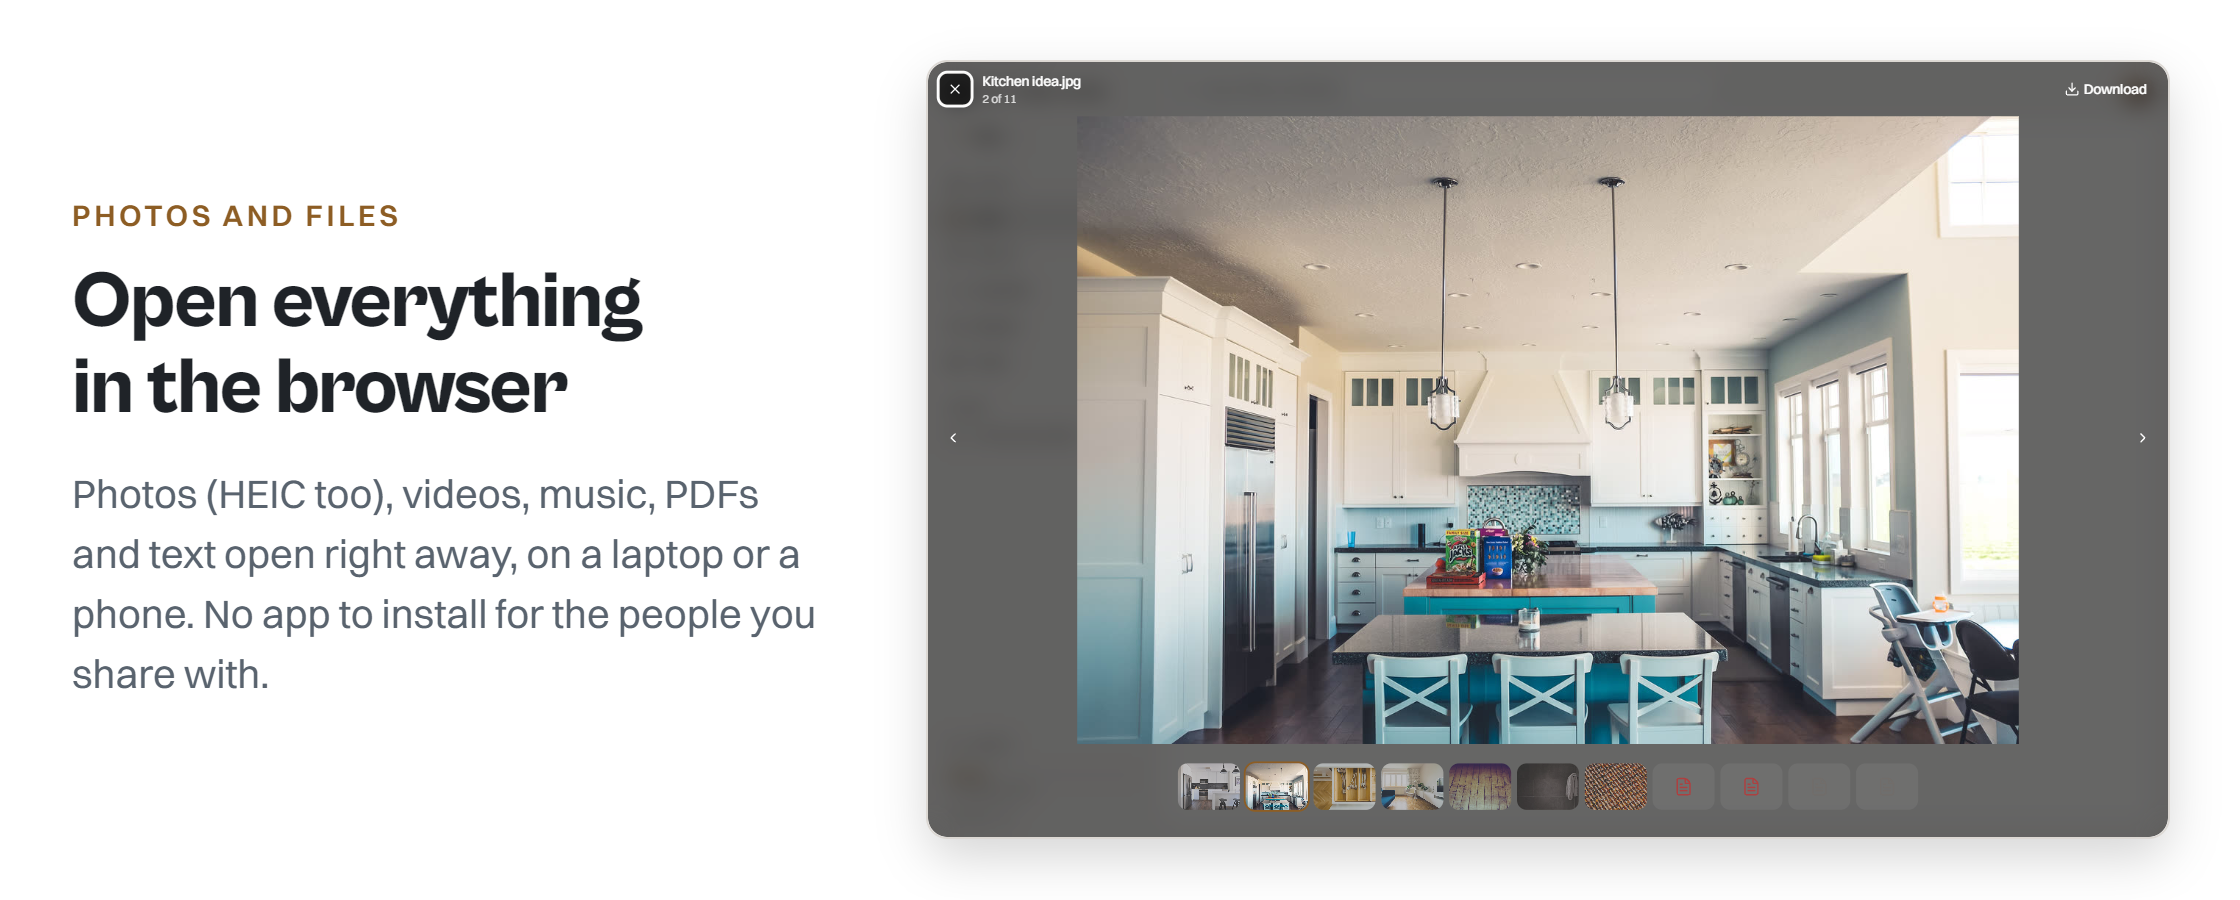 PHOTOS AND FILES
Open everything
in the browser
Photos (HEIC too), videos, music, PDFs
and text open right away, on a laptop or a
phone. No app to install for the people you
share with.
Kitchen idea.jpg
2 of 11
Download